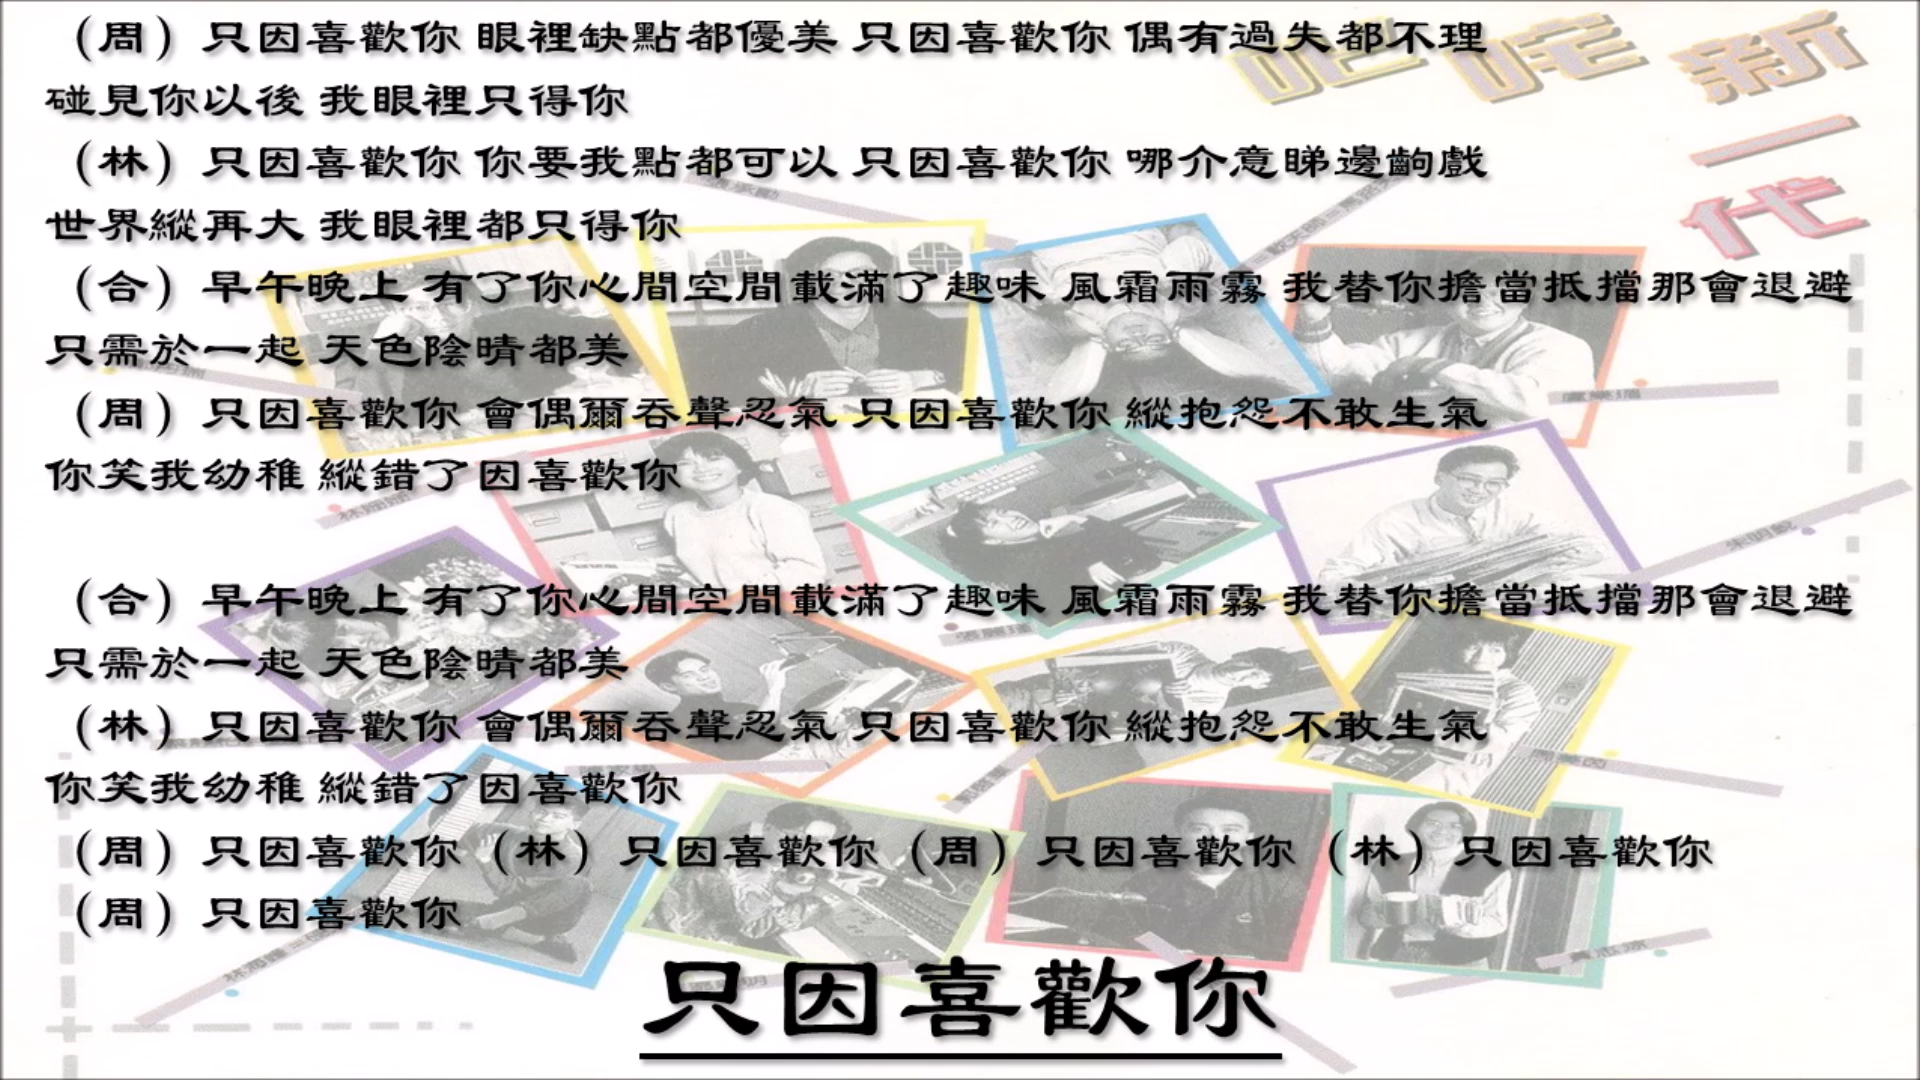 （周）只因喜歡你 眼裡缺點都優美 只因喜歡你 偶有過失都不理
碰見你以後 我眼裡只得你
（林）只因喜歡你 你要我點都可以 只因喜歡你 哪介意睇邊齣戲
世界縱再大 我眼裡都只得你
（合）早午晚上 有了你心間空間載滿了趣味 風霜雨霧 我替你擔當抵擋那會退避
只需於一起 天色陰晴都美
（周）只因喜歡你 會偶爾吞聲忍氣 只因喜歡你 縱抱怨不敢生氣
你笑我幼稚 縱錯了因喜歡你
（合）早午晚上 有了你心間空間載滿了趣味 風霜雨霧 我替你擔當抵擋那會退避
只需於一起 天色陰晴都美
（林）只因喜歡你 會偶爾吞聲忍氣 只因喜歡你 縱抱怨不敢生氣
你笑我幼稚 縱錯了因喜歡你
（周）只因喜歡你（林）只因喜歡你（周）只因喜歡你（林）只因喜歡你
（周）只因喜歡你
只因喜歡你
叱咤新一代